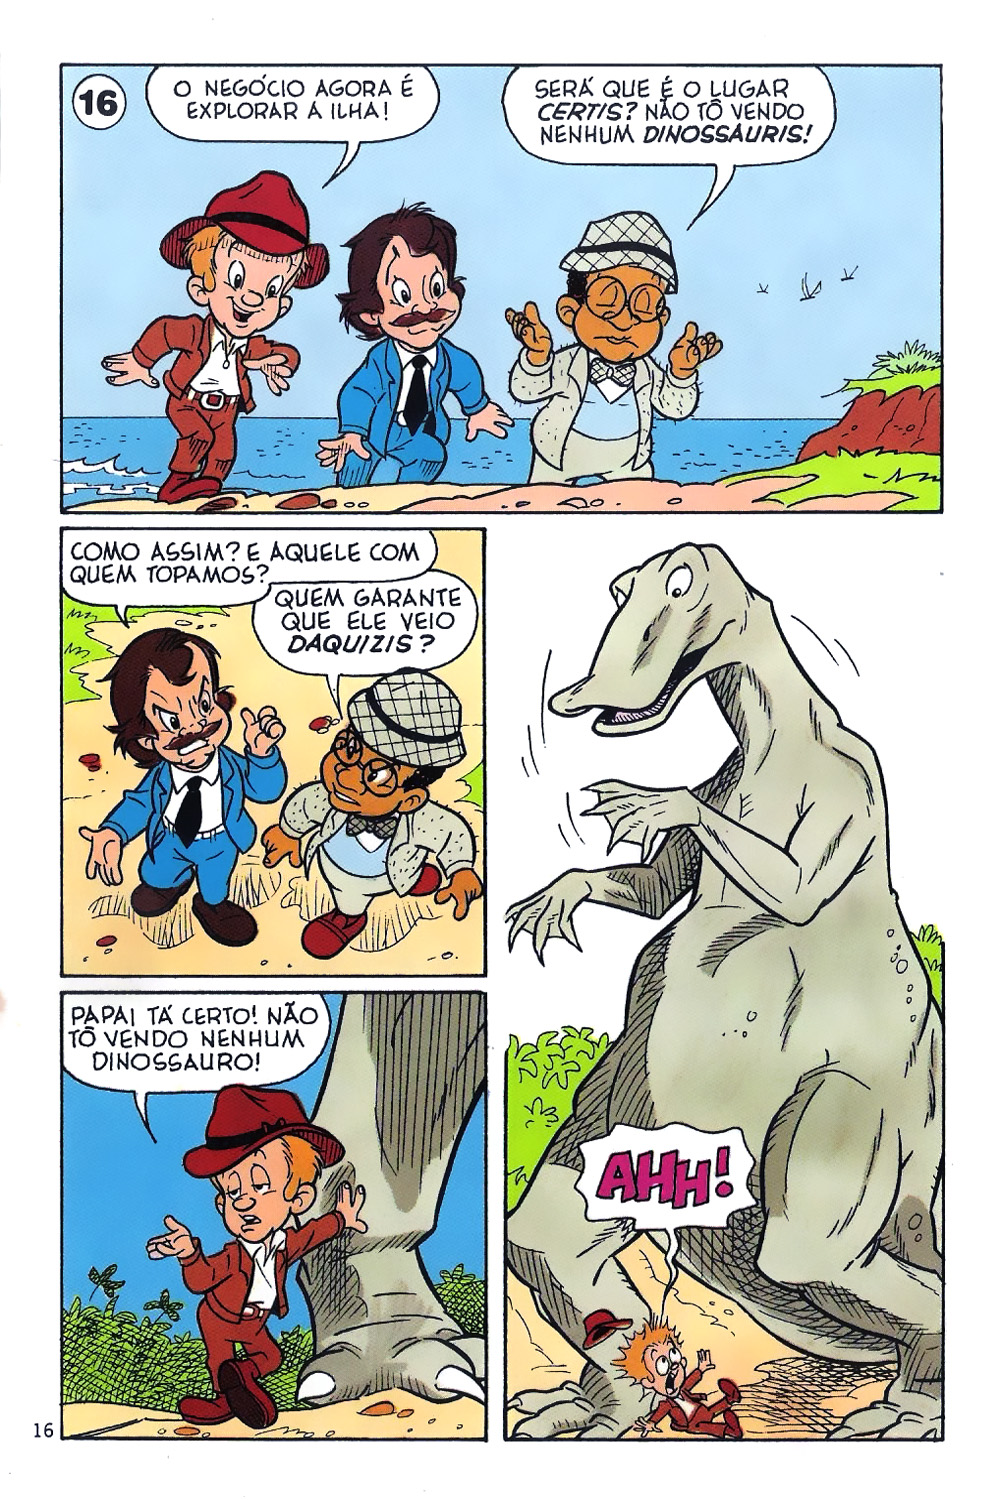 16
O NEGÓCIO AGORA É
EXPLORAR A ILHA!
SERÁ QUE É O LUGAR
CERTIS? NÃO TÔ VENDO
NENHUM DINOSSAURIS!
COMO ASSIM? E AQUELE COM
QUEM TOPAMOS?
QUEM GARANTE
QUE ELE VEIO
DAQUIZIS?
PAPAI TÁ CERTO! NÃO
TÔ VENDO NENHUM
DINOSSAURO!
AHH!
16